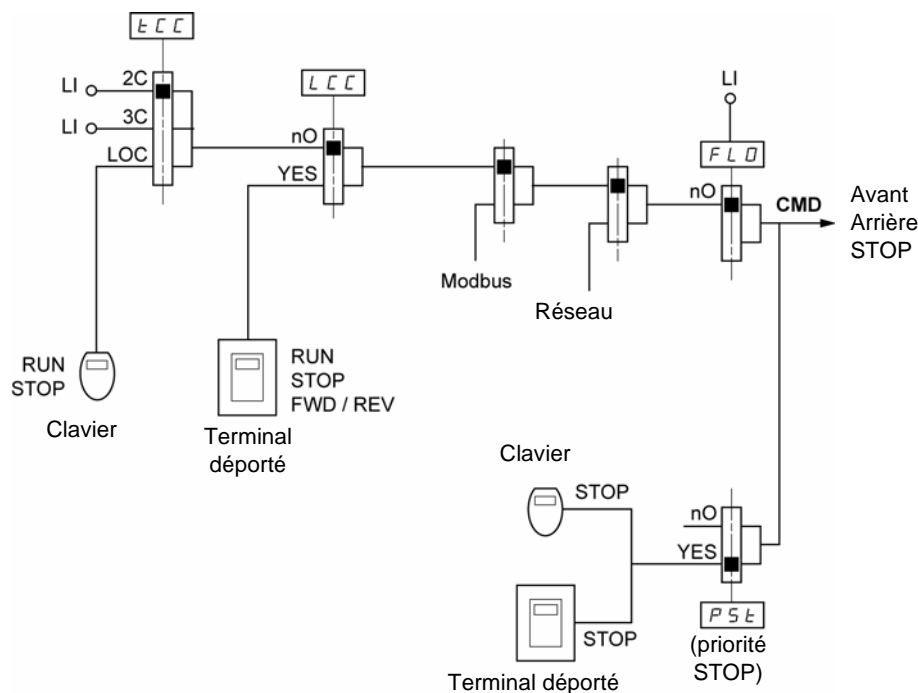 tCC
LI 2C
LI 3C
LOC
LCC
nO
YES
LI
FLO
nO
CMD
Avant
Arrière
STOP
Modbus
Réseau
RUN
STOP
Clavier
RUN
STOP
FWD / REV
Terminal
déporté
Clavier
STOP
nO
YES
PSt
(priorité
STOP)
STOP
Terminal déporté